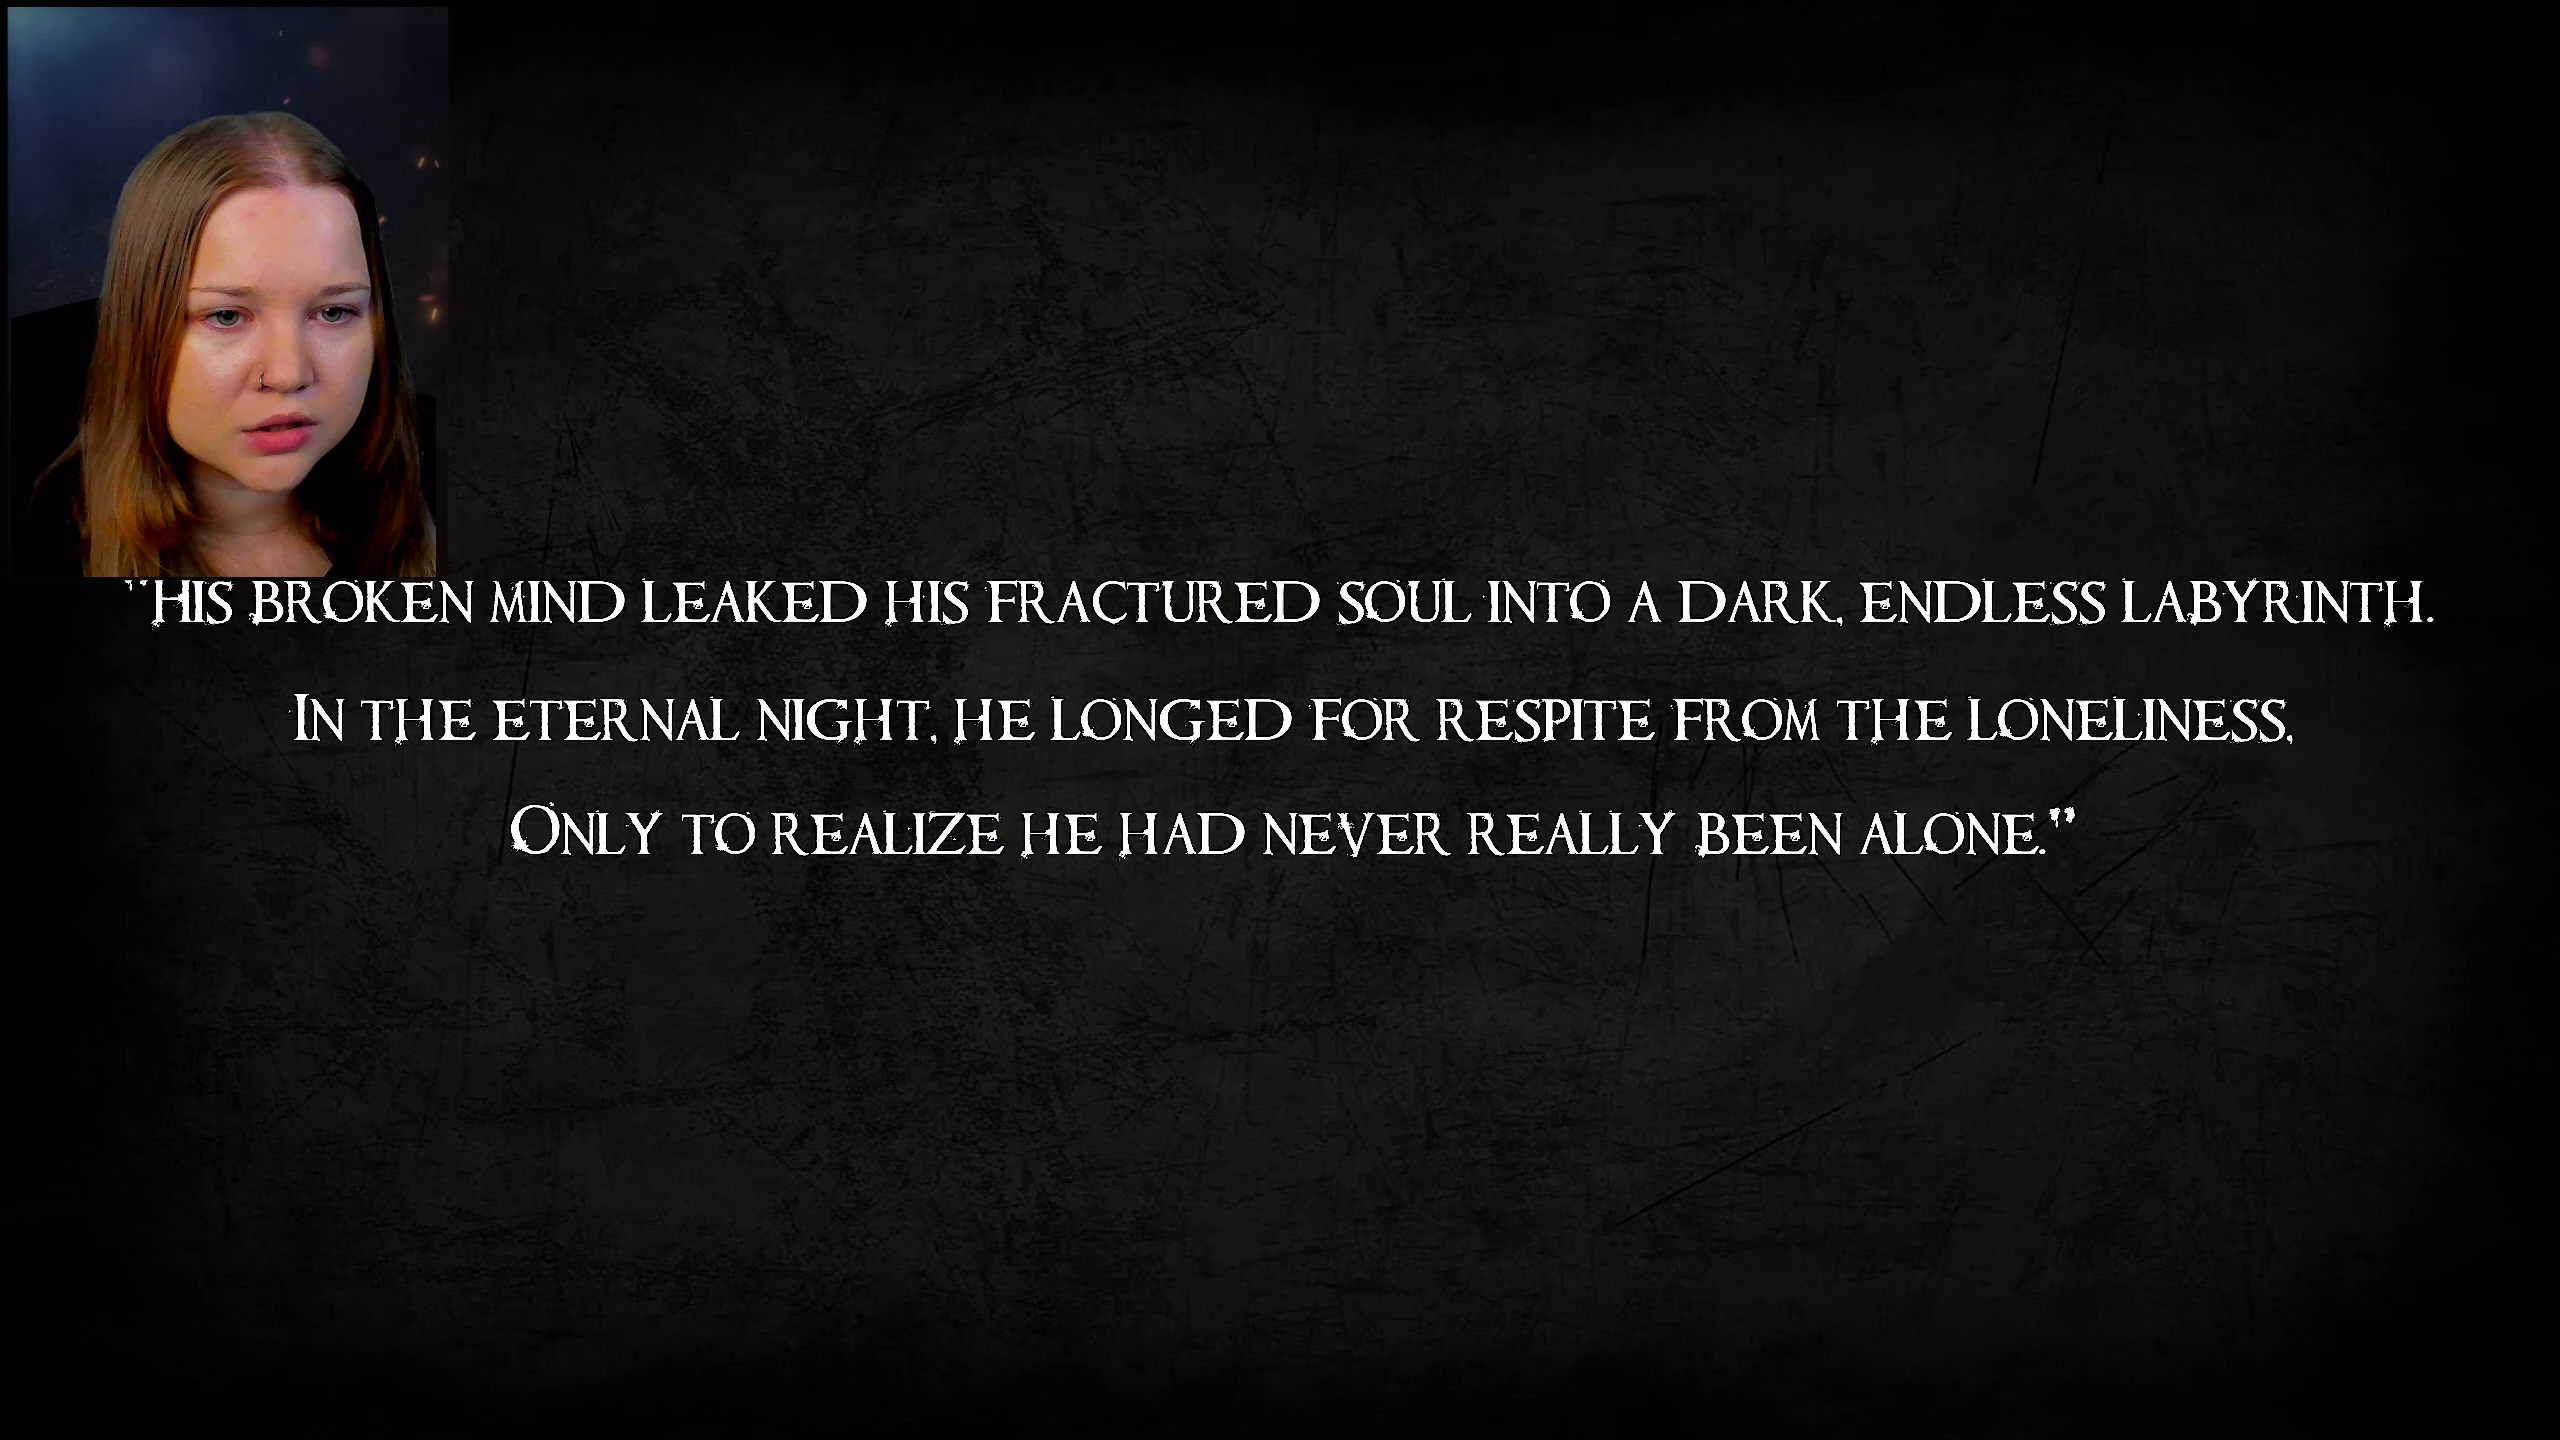 "His broken mind leaked his fractured soul into a dark, endless labyrinth.
In the eternal night, he longed for respite from the loneliness,
Only to realize he had never really been alone."